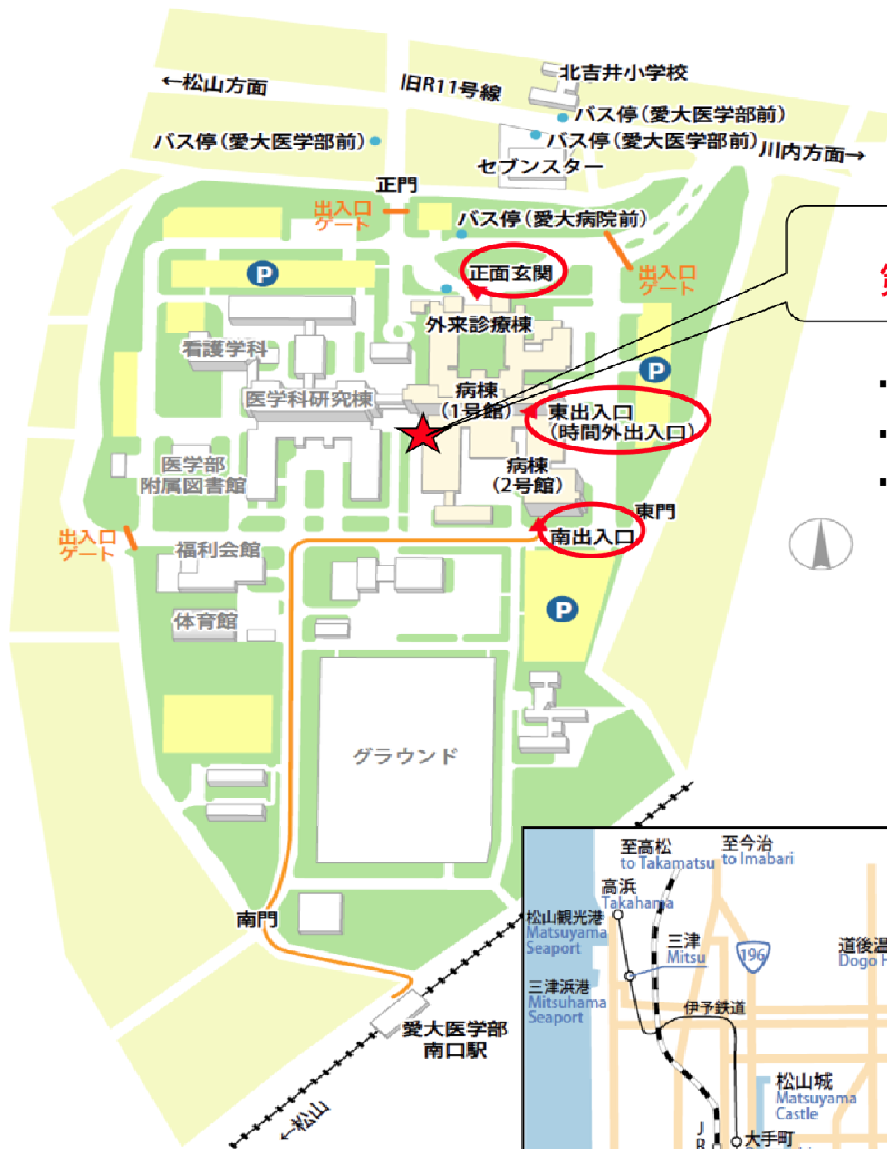 ←松山方面
旧R11号線
北吉井小学校
バス停(愛大医学部前)
バス停(愛大医学部前)
バス停(愛大医学部前)
川内方面→
セブンスター
正門
出入口
ゲート
バス停(愛大病院前)
正面玄関
出入口
ゲート
P
外来診療棟
看護学科
P
医学科研究棟
病棟
(1号館)
東出入口
(時間外出入口)
医学部
附属図書館
病棟
(2号館)
東門
出入口
ゲート
福利会館
南出入口
P
体育館
グラウンド
南門
愛大医学部
南口駅
←松山
至高松
to Takamatsu
至今治
to Imabari
高浜
Takahama
松山観光港
Matsuyama
Seaport
三津
Mitsu
196
三津浜港
Mitsuhama
Seaport
伊予鉄道
松山城
Matsuyama
Castle
大手町
J
R